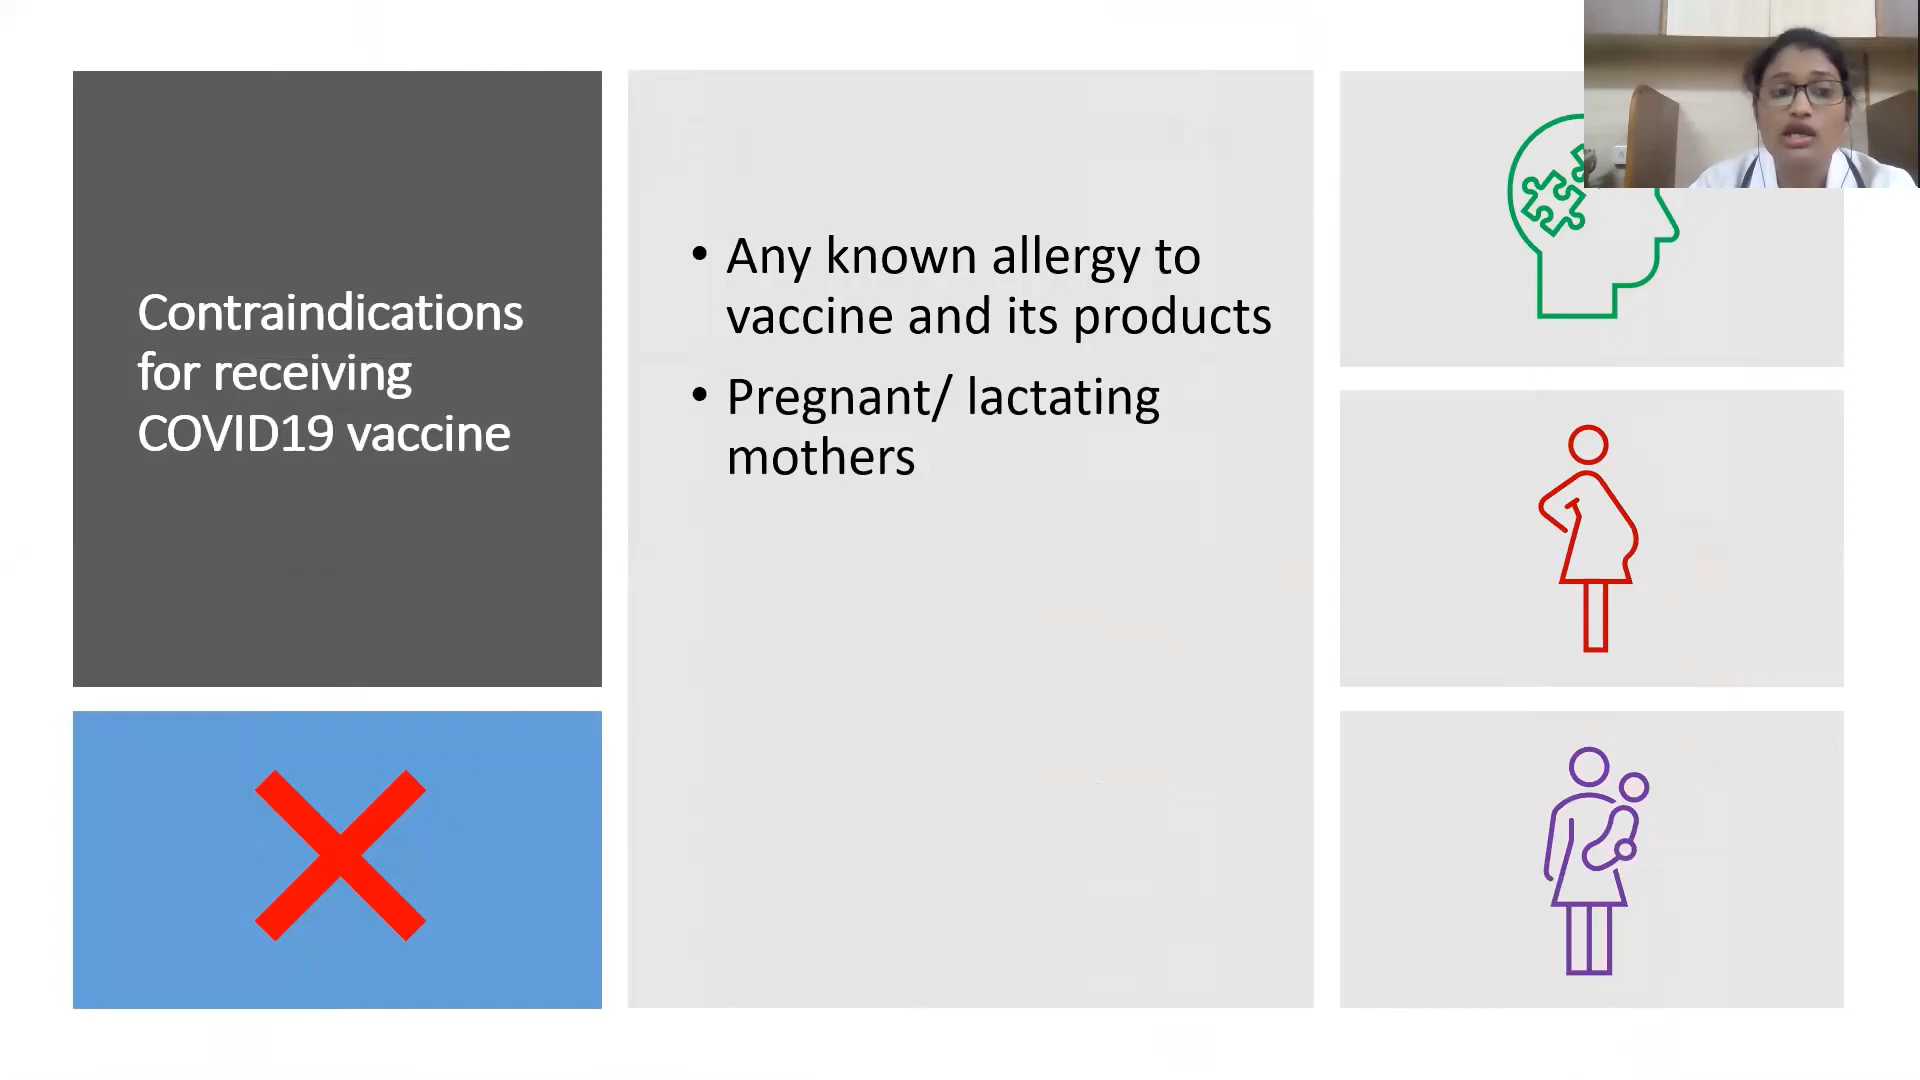 Contraindications
for receiving
COVID19 vaccine
• Any known allergy to
vaccine and its products
• Pregnant/ lactating
mothers